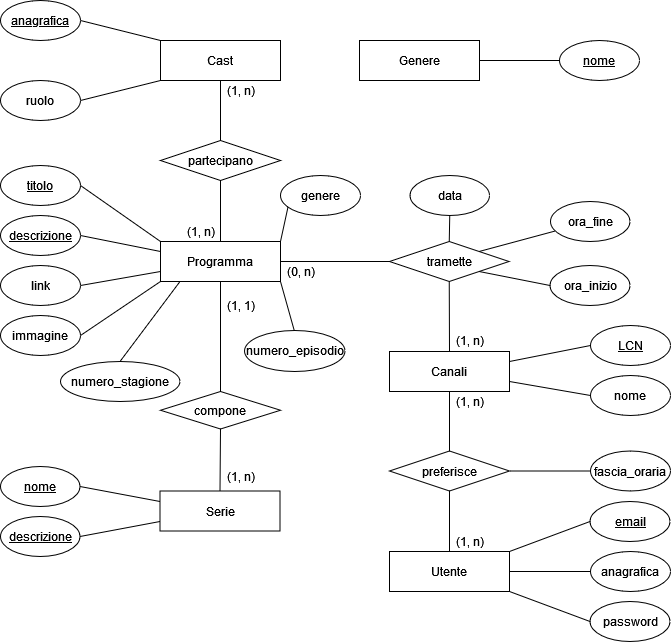 anagrafica
Cast
Genere
nome
(1, n)
ruolo
partecipano
titolo
genere
data
descrizione
(1, n)
ora_fine
Programma
tramette
link
(0, n)
ora_inizio
(1, 1)
immagine
(1, n)
LCN
numero_episodio
numero_stagione
Canali
nome
(1, n)
compone
preferisce
fascia_oraria
(1, n)
nome
Serie
email
descrizione
(1, n)
Utente
anagrafica
password